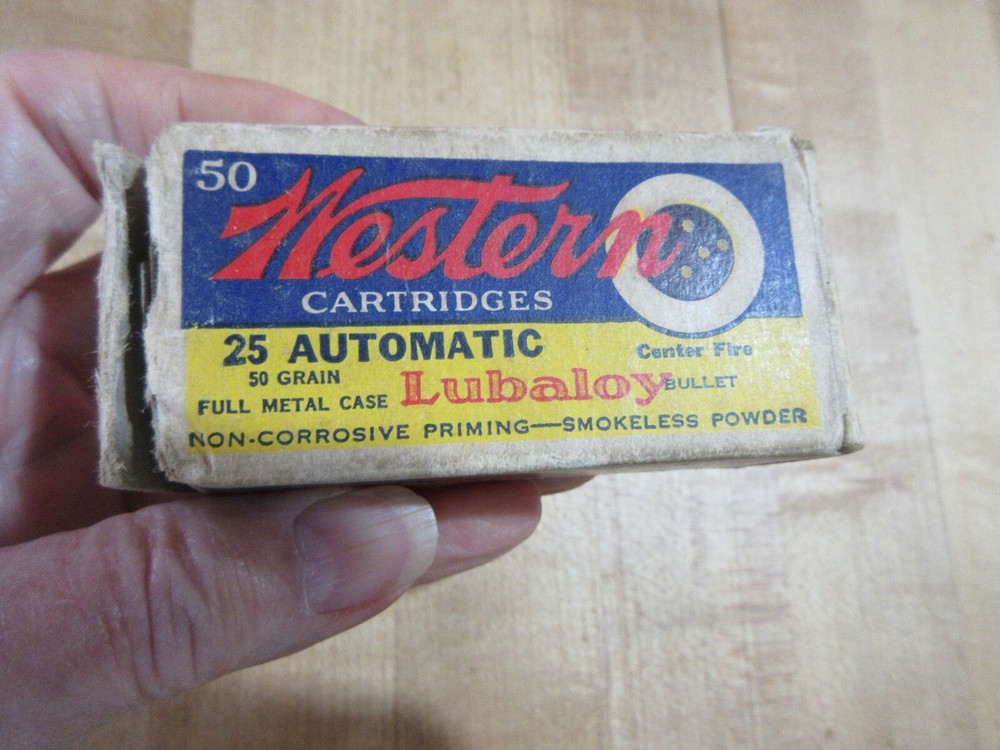 50
Western
CARTRIDGES
25 AUTOMATIC
Center Fire
50 GRAIN
FULL METAL CASE Lubaloy BULLET
NON-CORROSIVE PRIMING—SMOKELESS POWDER